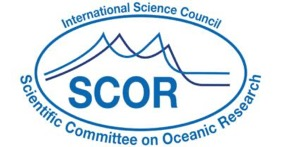 International Science Council
SCOR
Scientific Committee on Oceanic Research